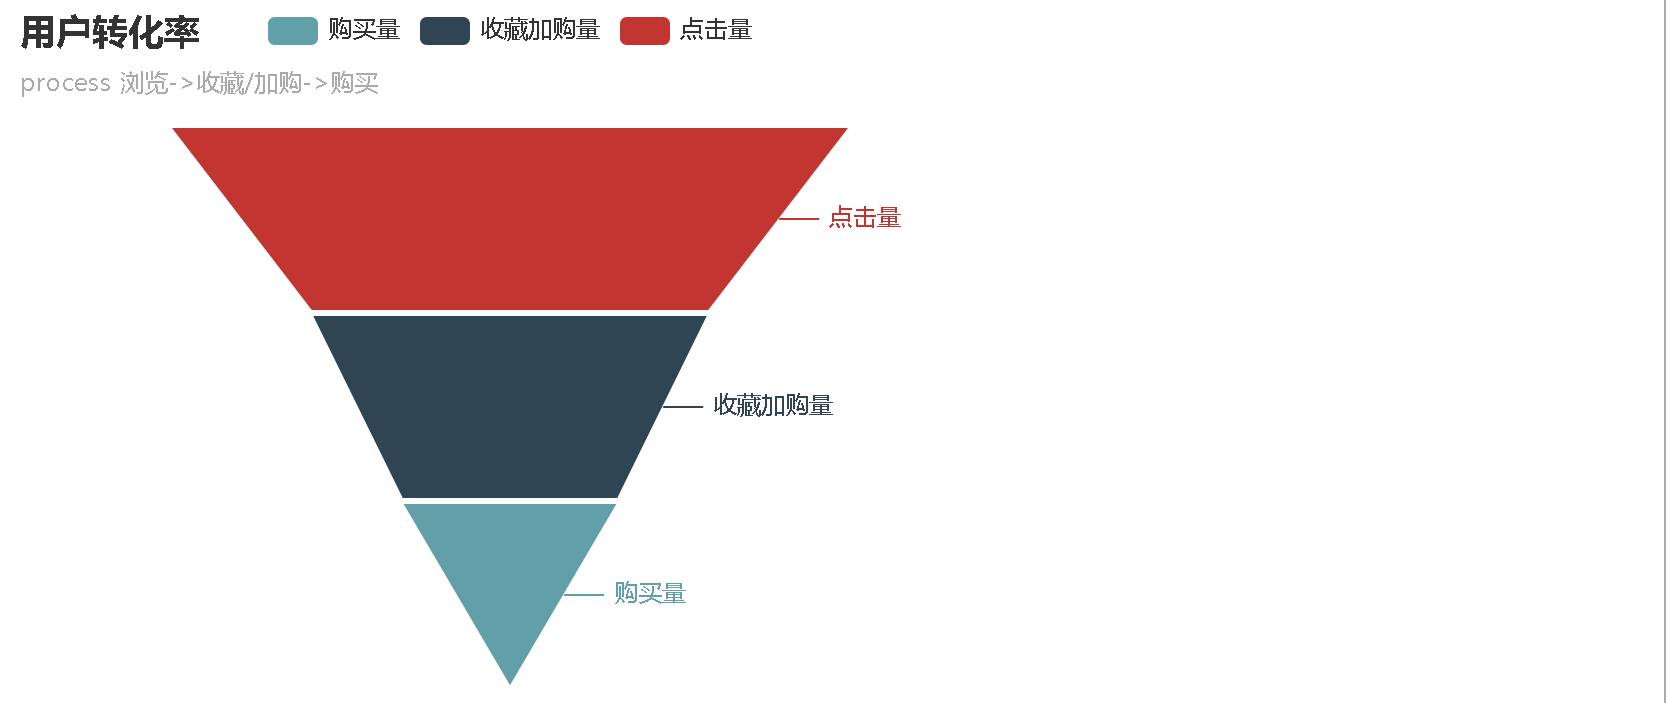 用户转化率
购买量 收藏加购量 点击量
process 浏览->收藏/加购->购买
点击量
收藏加购量
购买量